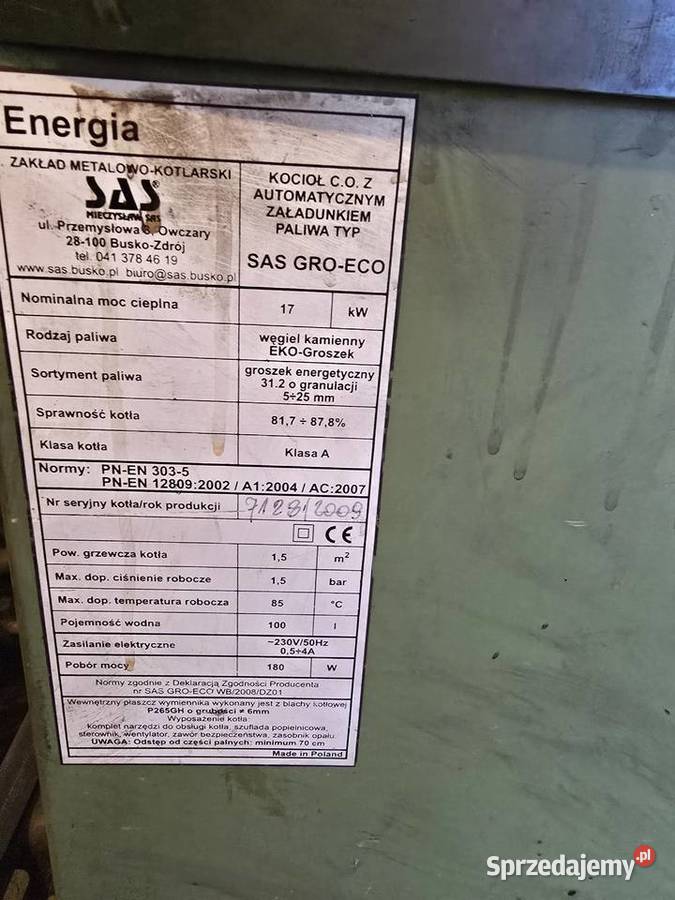 Energia
ZAKŁAD METALOWO-KOTLARSKI
SAS®
MIECZYSŁAW SAS
ul. Przemysłowa 6, Owczary
28-100 Busko-Zdrój
tel. 041 378 46 19
www.sas.busko.pl biuro@sas.busko.pl
KOCIOŁ C.O. Z
AUTOMATYCZNYM
ZAŁADUNKIEM
PALIWA TYP
SAS GRO-ECO
Nominalna moc cieplna 17 kW
Rodzaj paliwa węgiel kamienny
EKO-Groszek
Sortyment paliwa groszek energetyczny
31.2 o granulacji
5÷25 mm
Sprawność kotła 81,7 ÷ 87,8%
Klasa kotła Klasa A
Normy: PN-EN 303-5
PN-EN 12809:2002 / A1:2004 / AC:2007
Nr seryjny kotła/rok produkcji 7128/2009
CE
Pow. grzewcza kotła 1,5 m²
Max. dop. ciśnienie robocze 1,5 bar
Max. dop. temperatura robocza 85 °C
Pojemność wodna 100 l
Zasilanie elektryczne ~230V/50Hz
0,5÷4A
Pobór mocy 180 W
Normy zgodnie z Deklaracją Zgodności Producenta
nr SAS GRO-ECO WB/2008/DZ01
Wewnętrzny płaszcz wymiennika wykonany jest z blachy kotłowej
P265GH o grubości ≠ 6mm
Wyposażenie kotła:
komplet narzędzi do obsługi kotła, szuflada popielnicowa,
sterownik, wentylator, zawór bezpieczeństwa, zasobnik opału.
UWAGA: Odstęp od części palnych: minimum 70 cm
Made in Poland
Sprzedajemy.pl